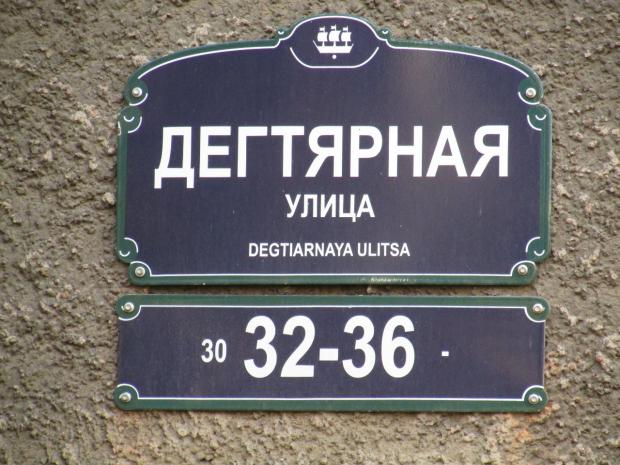 ДЕГТЯРНАЯ
УЛИЦА
DEGTIARNAYA ULITSA
30 32-36 -